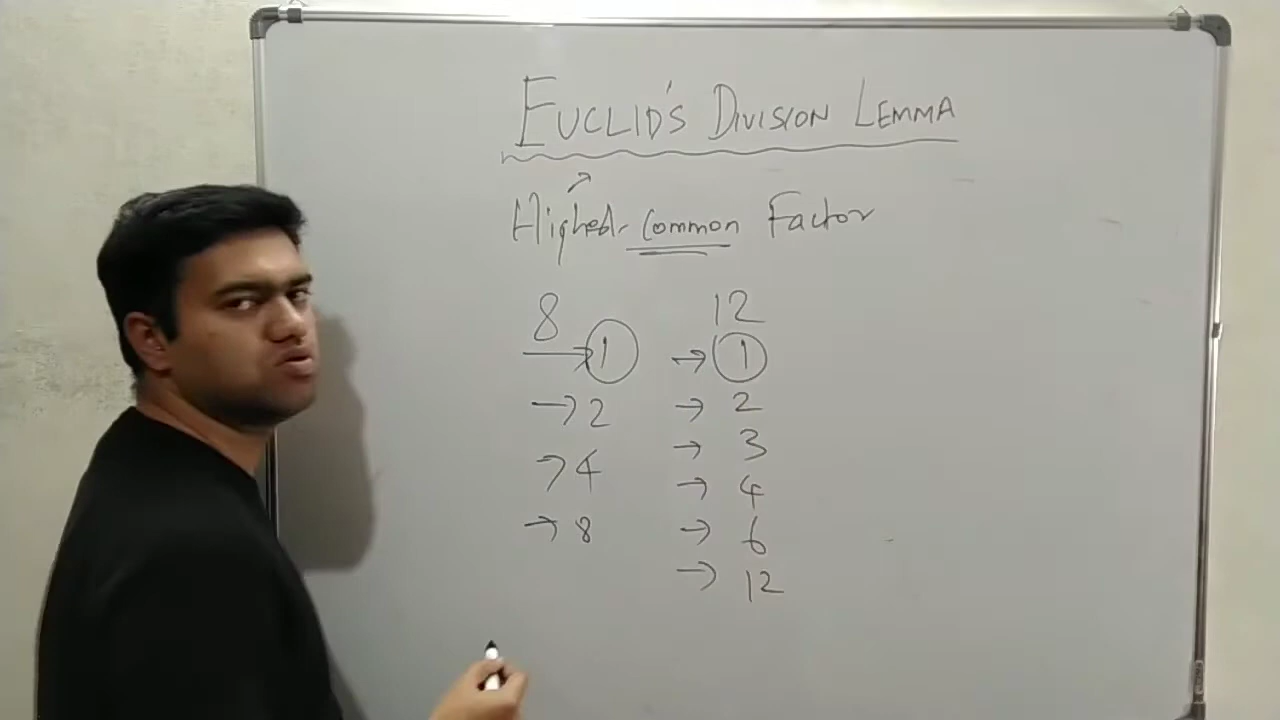 EUCLID'S DIVISION LEMMA
Highest Common Factor
8 12
→ 1 → 1
→ 2 → 2
→ 3
→ 4 → 4
→ 8 → 6
→ 12